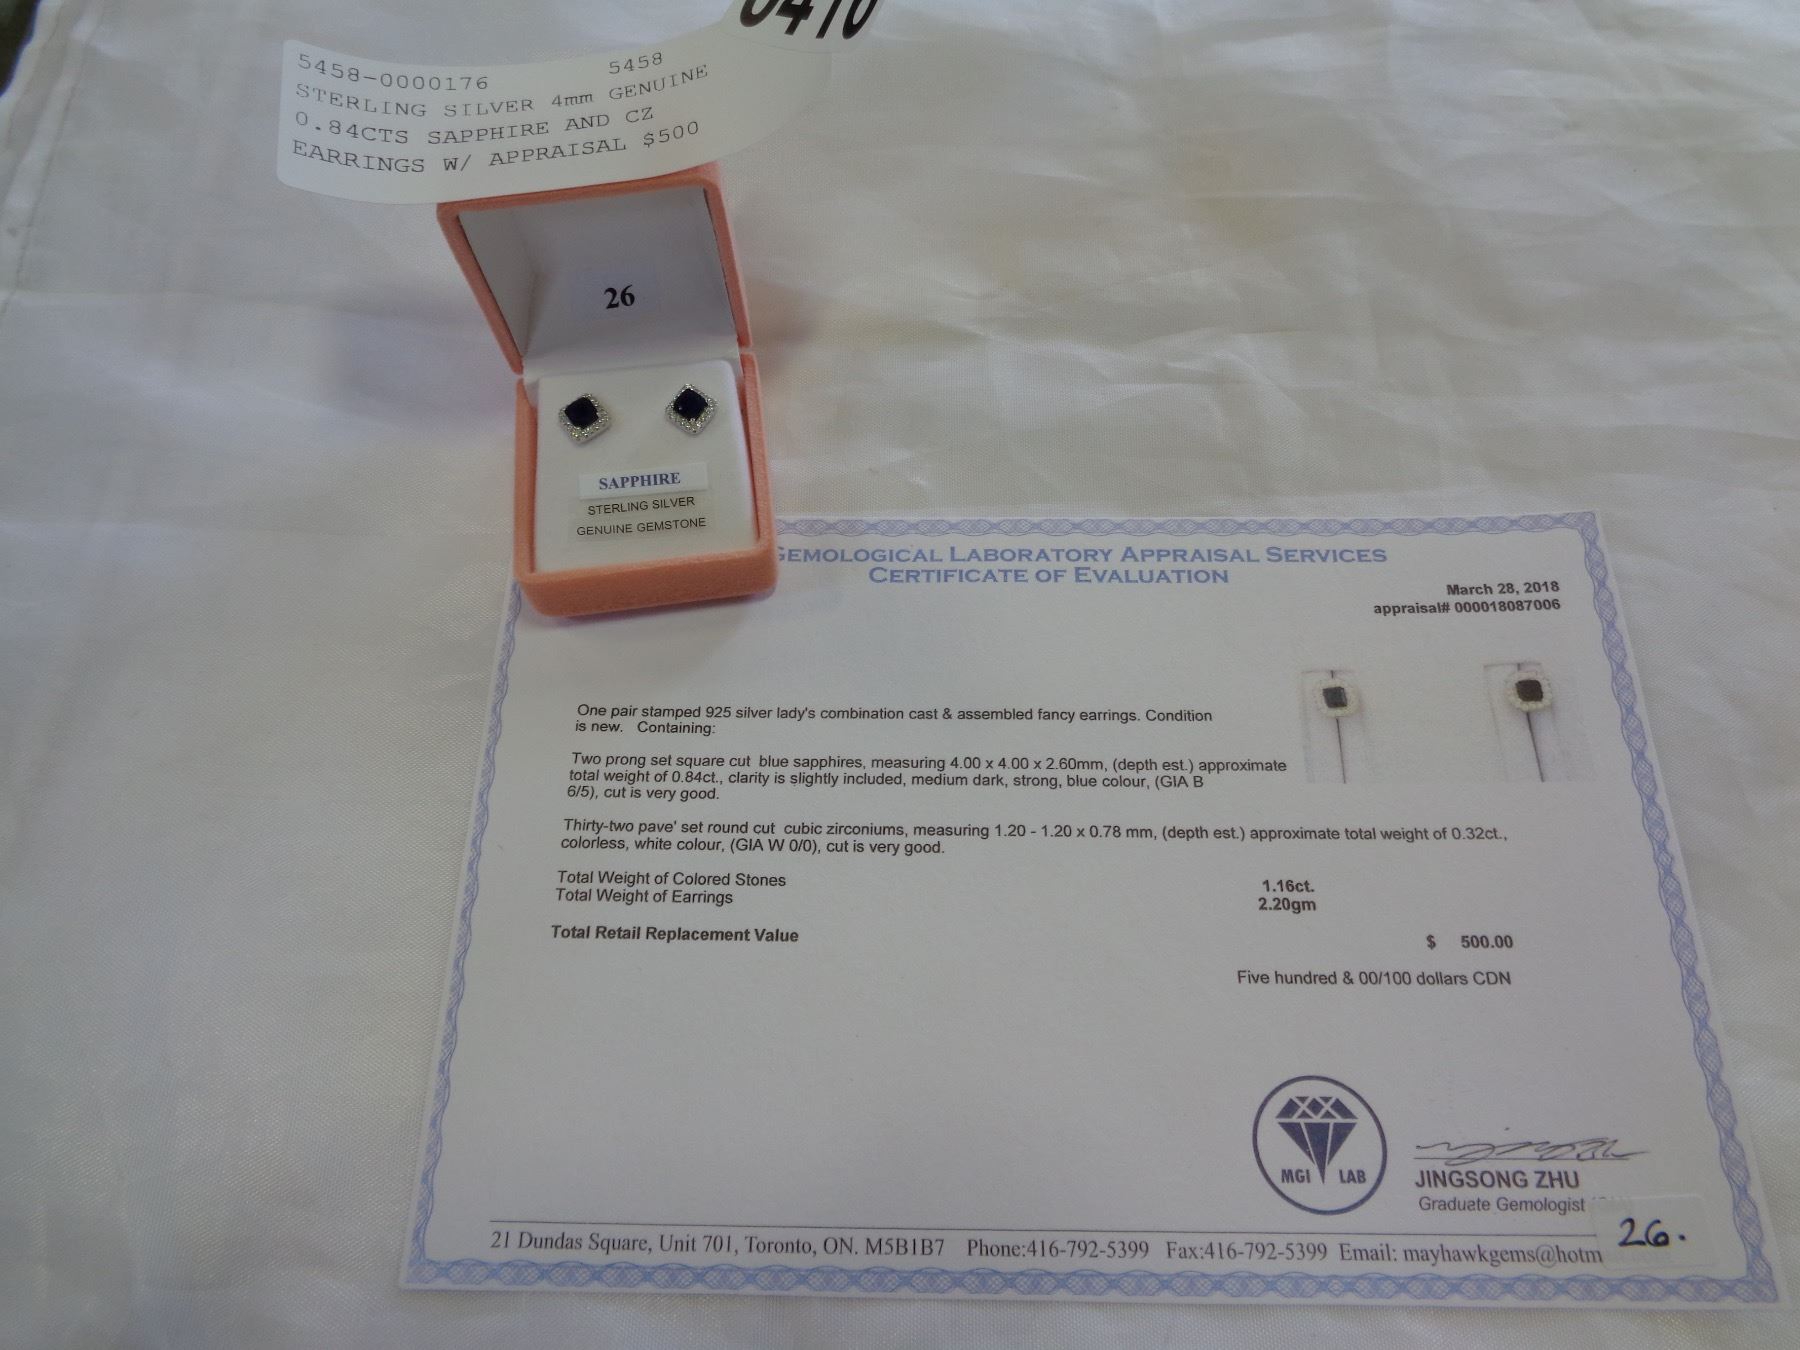 5458-0000176 5458
STERLING SILVER 4mm GENUINE
0.84CTS SAPPHIRE AND CZ
EARRINGS W/ APPRAISAL $500
26
SAPPHIRE
STERLING SILVER
GENUINE GEMSTONE
GEMOLOGICAL LABORATORY APPRAISAL SERVICES
CERTIFICATE OF EVALUATION
March 28, 2018
appraisal# 000018087006
One pair stamped 925 silver lady's combination cast & assembled fancy earrings. Condition
is new. Containing:
Two prong set square cut blue sapphires, measuring 4.00 x 4.00 x 2.60mm, (depth est.) approximate
total weight of 0.84ct., clarity is slightly included, medium dark, strong, blue colour, (GIA B
6/5), cut is very good.
Thirty-two pave' set round cut cubic zirconiums, measuring 1.20 - 1.20 x 0.78 mm, (depth est.) approximate total weight of 0.32ct.,
colorless, white colour, (GIA W 0/0), cut is very good.
Total Weight of Colored Stones 1.16ct.
Total Weight of Earrings 2.20gm
Total Retail Replacement Value $ 500.00
Five hundred & 00/100 dollars CDN
MGI LAB
JINGSONG ZHU
Graduate Gemologist
26.
21 Dundas Square, Unit 701, Toronto, ON. M5B1B7 Phone:416-792-5399 Fax:416-792-5399 Email: mayhawkgems@hotm